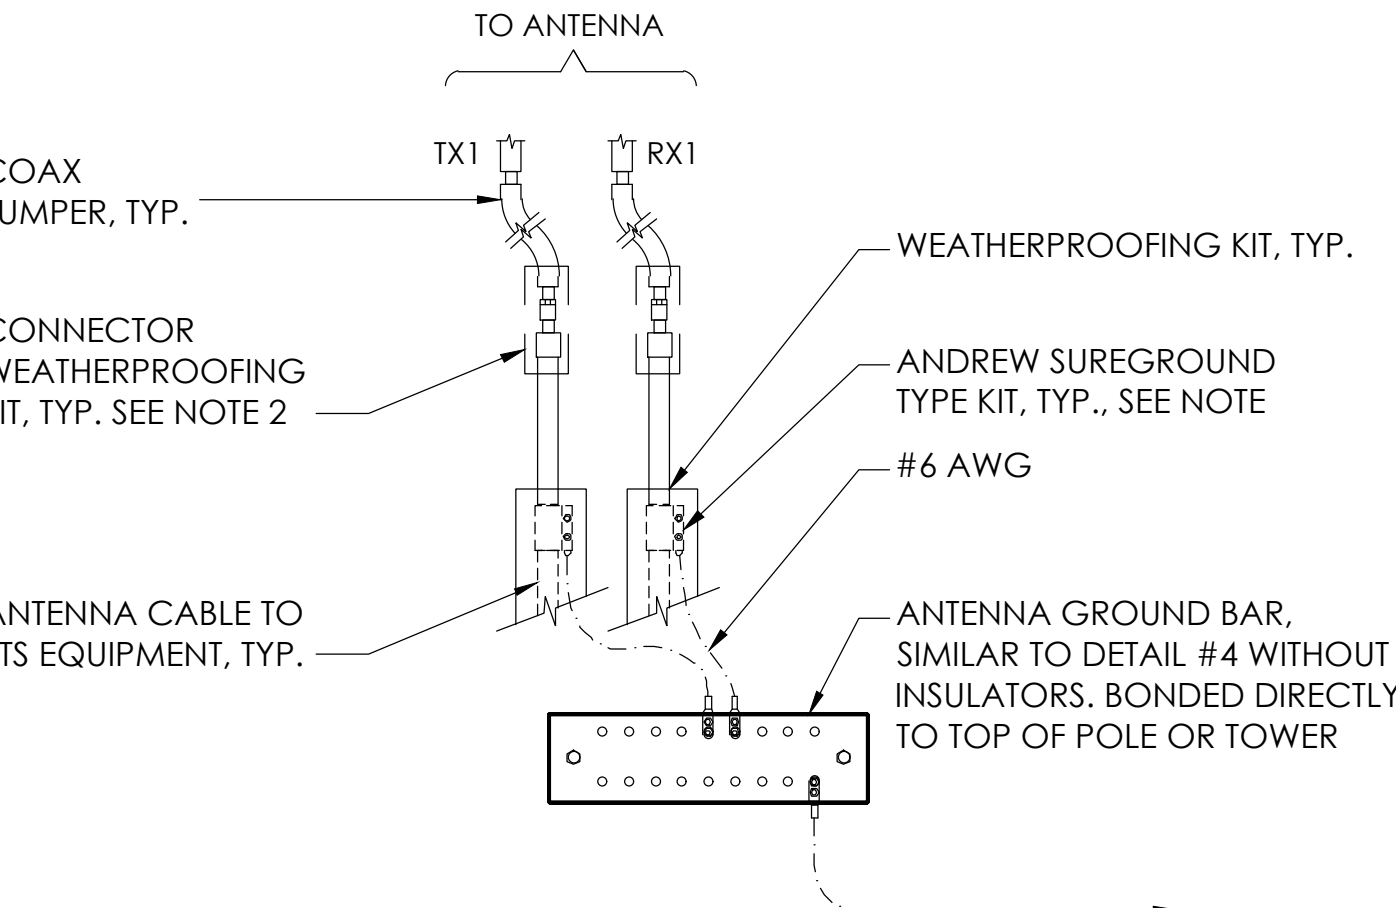 TO ANTENNA
TX1
RX1
COAX
UMPER, TYP.
WEATHERPROOFING KIT, TYP.
CONNECTOR
WEATHERPROOFING
IT, TYP. SEE NOTE 2
ANDREW SUREGROUND
TYPE KIT, TYP., SEE NOTE
#6 AWG
ANTENNA CABLE TO
TS EQUIPMENT, TYP.
ANTENNA GROUND BAR,
SIMILAR TO DETAIL #4 WITHOUT
INSULATORS. BONDED DIRECTLY
TO TOP OF POLE OR TOWER